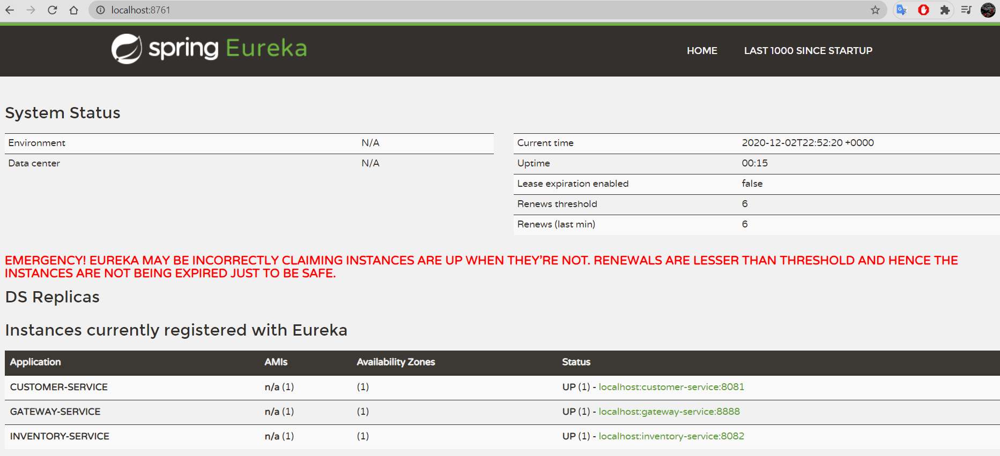 localhost:8761
spring Eureka
HOME LAST 1000 SINCE STARTUP
System Status
Environment N/A
Data center N/A
Current time 2020-12-02T22:52:20 +0000
Uptime 00:15
Lease expiration enabled false
Renews threshold 6
Renews (last min) 6
EMERGENCY! EUREKA MAY BE INCORRECTLY CLAIMING INSTANCES ARE UP WHEN THEY'RE NOT. RENEWALS ARE LESSER THAN THRESHOLD AND HENCE THE
INSTANCES ARE NOT BEING EXPIRED JUST TO BE SAFE.
DS Replicas
Instances currently registered with Eureka
Application AMIs Availability Zones Status
CUSTOMER-SERVICE n/a (1) (1) UP (1) - localhost:customer-service:8081
GATEWAY-SERVICE n/a (1) (1) UP (1) - localhost:gateway-service:8888
INVENTORY-SERVICE n/a (1) (1) UP (1) - localhost:inventory-service:8082